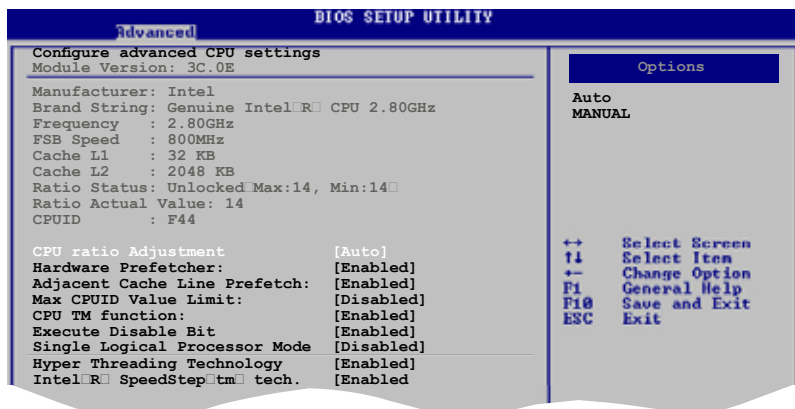 BIOS SETUP UTILITY
Advanced
Configure advanced CPU settings
Module Version: 3C.0E
Manufacturer: Intel
Brand String: Genuine Intel□R□ CPU 2.80GHz
Frequency : 2.80GHz
FSB Speed : 800MHz
Cache L1 : 32 KB
Cache L2 : 2048 KB
Ratio Status: Unlocked□Max:14, Min:14□
Ratio Actual Value: 14
CPUID : F44
CPU ratio Adjustment [Auto]
Hardware Prefetcher: [Enabled]
Adjacent Cache Line Prefetch: [Enabled]
Max CPUID Value Limit: [Disabled]
CPU TM function: [Enabled]
Execute Disable Bit [Enabled]
Single Logical Processor Mode [Disabled]
Hyper Threading Technology [Enabled]
Intel□R□ SpeedStep□tm□ tech. [Enabled
Options
Auto
MANUAL
↔ Select Screen
↑↓ Select Item
+- Change Option
F1 General Help
F10 Save and Exit
ESC Exit